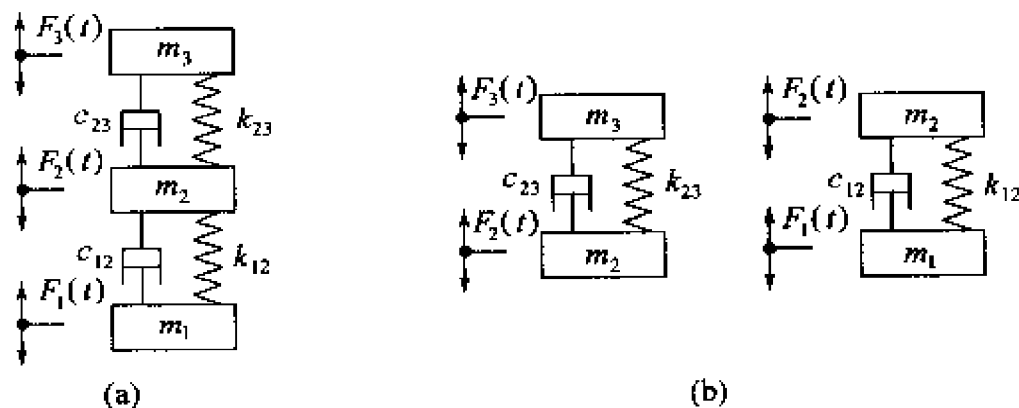 F₃(t)
m₃
c₂₃
k₂₃
F₂(t)
m₂
c₁₂
k₁₂
F₁(t)
m₁
(a)
F₃(t)
m₃
c₂₃
k₂₃
F₂(t)
m₂
F₂(t)
m₂
c₁₂
k₁₂
F₁(t)
m₁
(b)